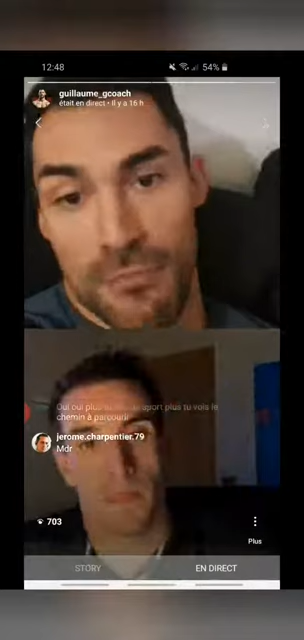 12:48
54%
guillaume_gcoach
était en direct • Il y a 16 h
Oui oui plus
aport plus tu vois le
chemin à parcourir
jerome.charpentier.79
Mdr
703
Plus
STORY
EN DIRECT